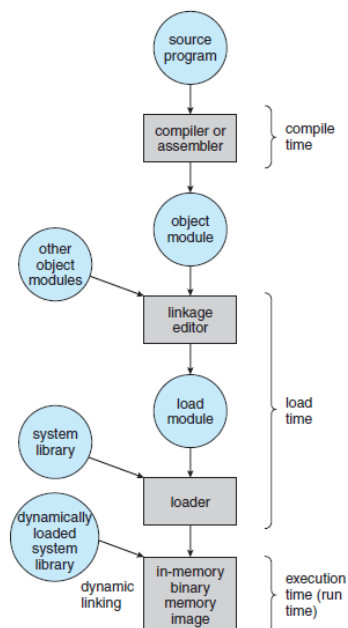 source
program
compiler or
assembler
compile
time
object
module
other
object
modules
linkage
editor
load
module
load
time
system
library
loader
dynamically
loaded
system
library
dynamic
linking
in-memory
binary
memory
image
execution
time (run
time)